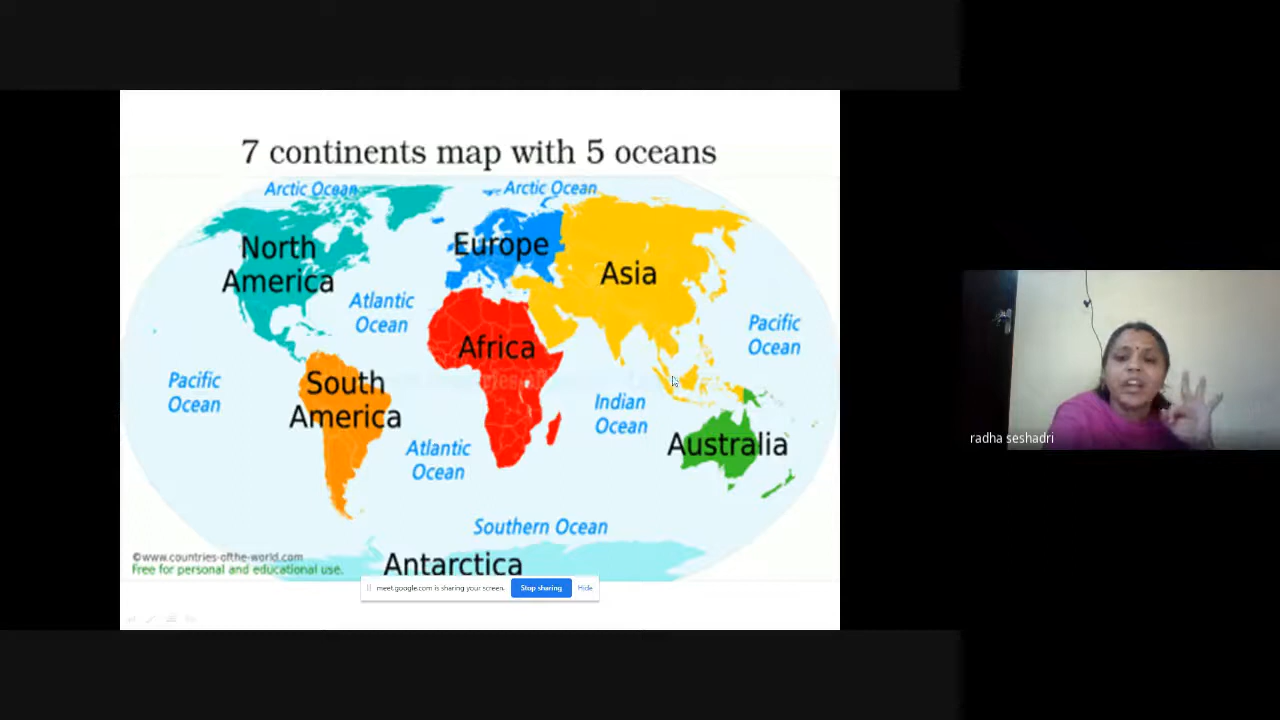 7 continents map with 5 oceans
Arctic Ocean
Arctic Ocean
North
America
Europe
Asia
Atlantic
Ocean
Pacific
Ocean
Africa
Pacific
Ocean
South
America
Indian
Ocean
Australia
Atlantic
Ocean
Southern Ocean
©www.countries-ofthe-world.com
Free for personal and educational use.
Antarctica
meet.google.com is sharing your screen.
Stop sharing
Hide
radha seshadri